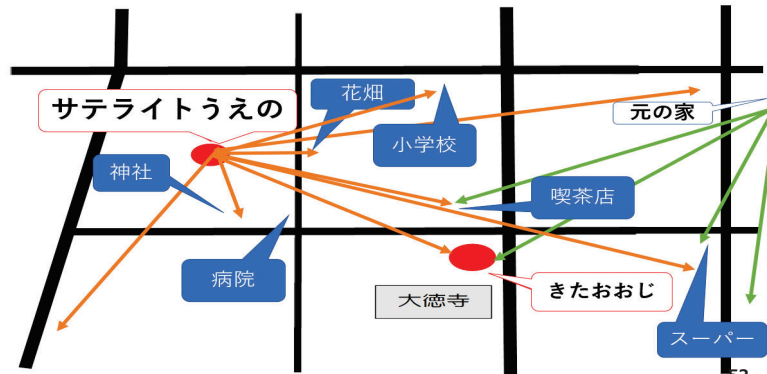 サテライトうえの
花畑
小学校
元の家
神社
喫茶店
病院
きたおおじ
大徳寺
スーパー